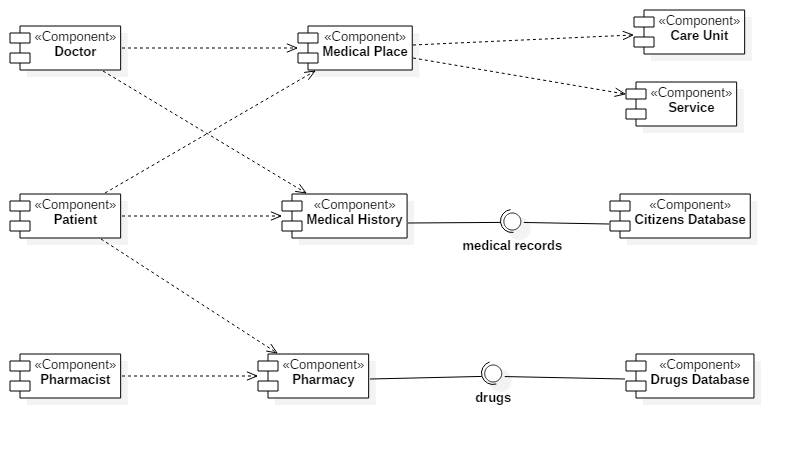 «Component»
Doctor
«Component»
Medical Place
«Component»
Care Unit
«Component»
Service
«Component»
Patient
«Component»
Medical History
medical records
«Component»
Citizens Database
«Component»
Pharmacist
«Component»
Pharmacy
drugs
«Component»
Drugs Database